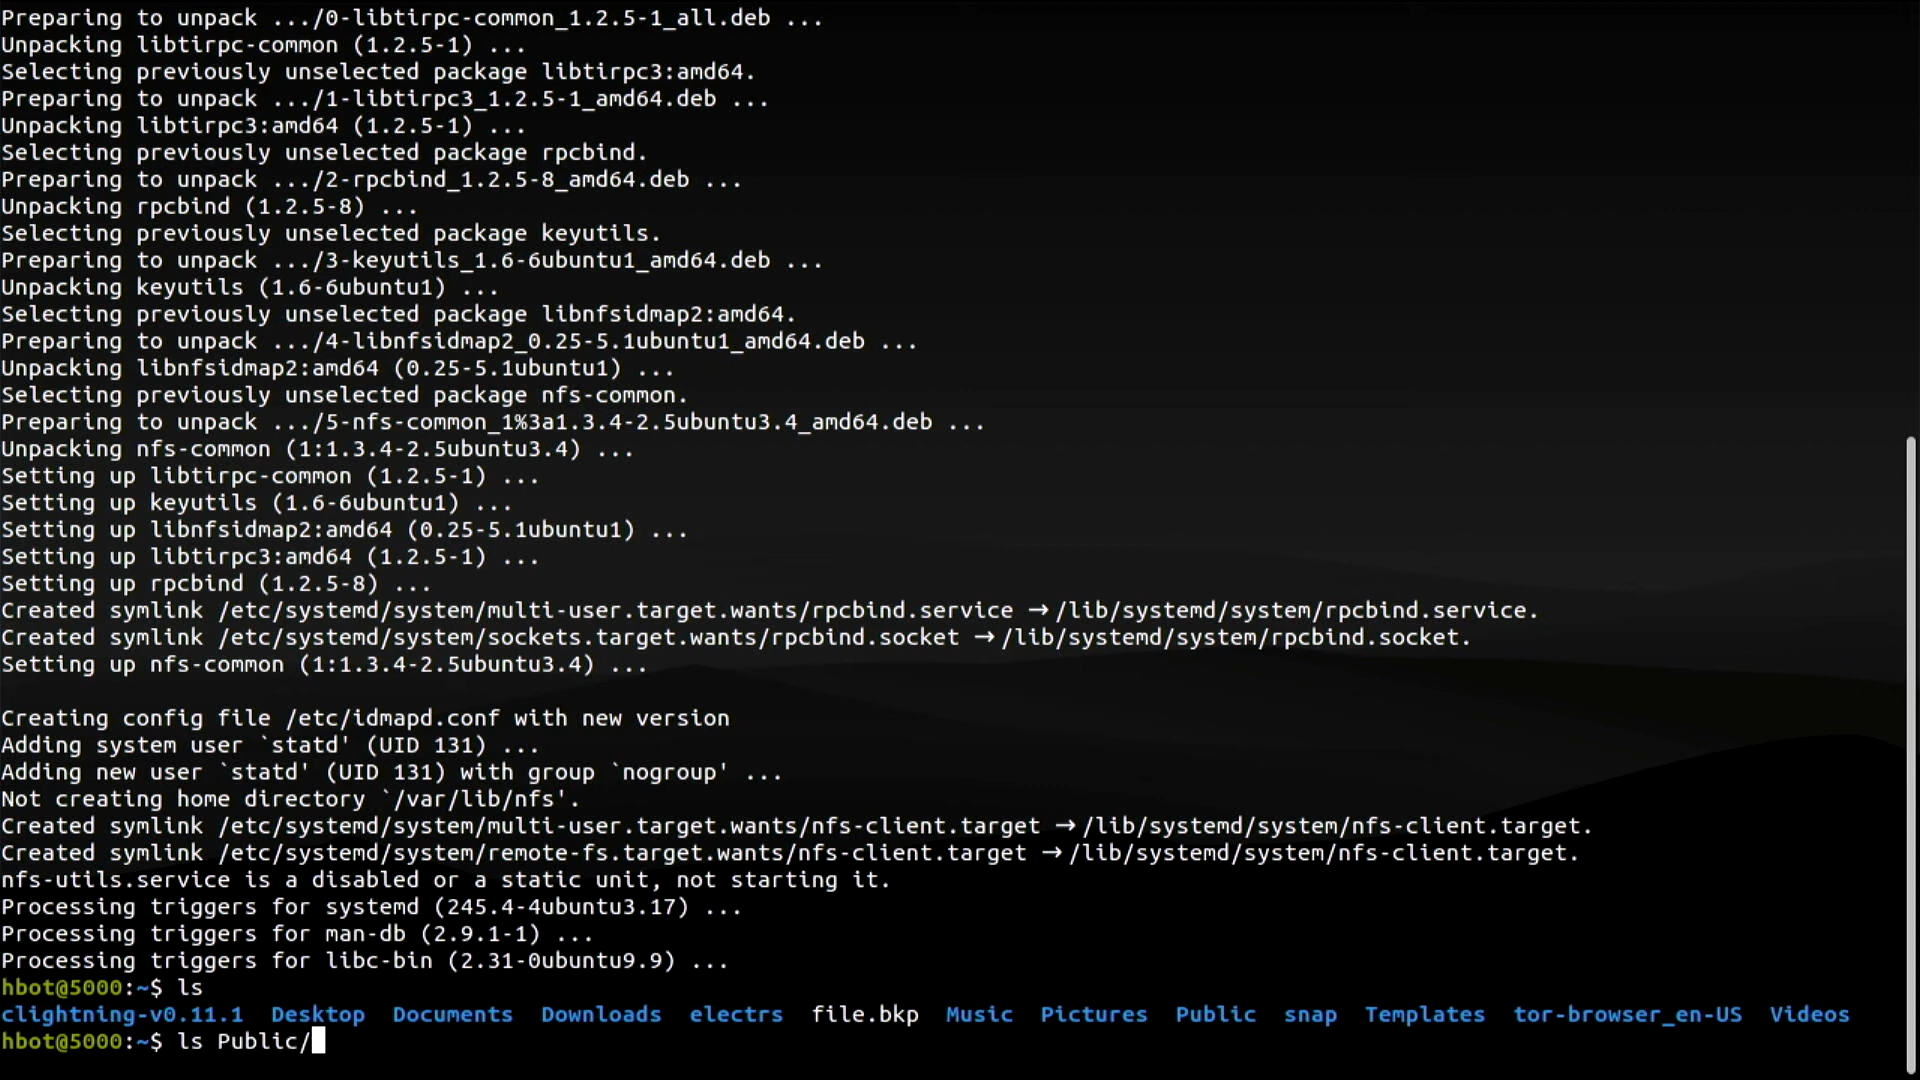 Preparing to unpack .../0-libtirpc-common_1.2.5-1_all.deb ...
Unpacking libtirpc-common (1.2.5-1) ...
Selecting previously unselected package libtirpc3:amd64.
Preparing to unpack .../1-libtirpc3_1.2.5-1_amd64.deb ...
Unpacking libtirpc3:amd64 (1.2.5-1) ...
Selecting previously unselected package rpcbind.
Preparing to unpack .../2-rpcbind_1.2.5-8_amd64.deb ...
Unpacking rpcbind (1.2.5-8) ...
Selecting previously unselected package keyutils.
Preparing to unpack .../3-keyutils_1.6-6ubuntu1_amd64.deb ...
Unpacking keyutils (1.6-6ubuntu1) ...
Selecting previously unselected package libnfsidmap2:amd64.
Preparing to unpack .../4-libnfsidmap2_0.25-5.1ubuntu1_amd64.deb ...
Unpacking libnfsidmap2:amd64 (0.25-5.1ubuntu1) ...
Selecting previously unselected package nfs-common.
Preparing to unpack .../5-nfs-common_1%3a1.3.4-2.5ubuntu3.4_amd64.deb ...
Unpacking nfs-common (1:1.3.4-2.5ubuntu3.4) ...
Setting up libtirpc-common (1.2.5-1) ...
Setting up keyutils (1.6-6ubuntu1) ...
Setting up libnfsidmap2:amd64 (0.25-5.1ubuntu1) ...
Setting up libtirpc3:amd64 (1.2.5-1) ...
Setting up rpcbind (1.2.5-8) ...
Created symlink /etc/systemd/system/multi-user.target.wants/rpcbind.service → /lib/systemd/system/rpcbind.service.
Created symlink /etc/systemd/system/sockets.target.wants/rpcbind.socket → /lib/systemd/system/rpcbind.socket.
Setting up nfs-common (1:1.3.4-2.5ubuntu3.4) ...

Creating config file /etc/idmapd.conf with new version
Adding system user `statd' (UID 131) ...
Adding new user `statd' (UID 131) with group `nogroup' ...
Not creating home directory `/var/lib/nfs'.
Created symlink /etc/systemd/system/multi-user.target.wants/nfs-client.target → /lib/systemd/system/nfs-client.target.
Created symlink /etc/systemd/system/remote-fs.target.wants/nfs-client.target → /lib/systemd/system/nfs-client.target.
nfs-utils.service is a disabled or a static unit, not starting it.
Processing triggers for systemd (245.4-4ubuntu3.17) ...
Processing triggers for man-db (2.9.1-1) ...
Processing triggers for libc-bin (2.31-0ubuntu9.9) ...
hbot@5000:~$ ls
clightning-v0.11.1  Desktop  Documents  Downloads  electrs  file.bkp  Music  Pictures  Public  snap  Templates  tor-browser_en-US  Videos
hbot@5000:~$ ls Public/